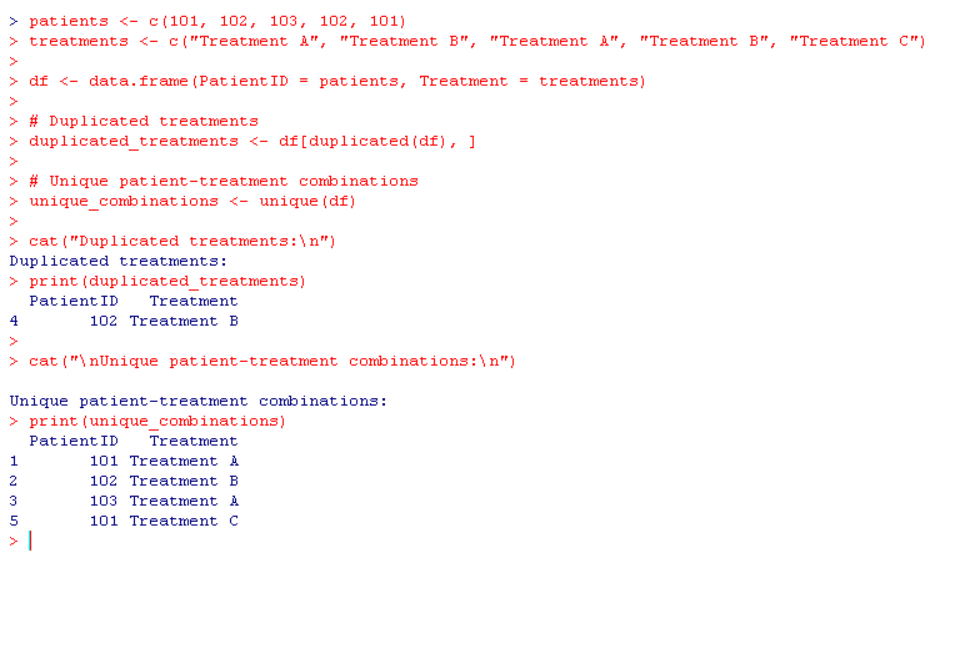 > patients <- c(101, 102, 103, 102, 101)
> treatments <- c("Treatment A", "Treatment B", "Treatment A", "Treatment B", "Treatment C")
>
> df <- data.frame(PatientID = patients, Treatment = treatments)
>
> # Duplicated treatments
> duplicated_treatments <- df[duplicated(df), ]
>
> # Unique patient-treatment combinations
> unique_combinations <- unique(df)
>
> cat("Duplicated treatments:\n")
Duplicated treatments:
> print(duplicated_treatments)
  PatientID   Treatment
4       102 Treatment B
>
> cat("\nUnique patient-treatment combinations:\n")

Unique patient-treatment combinations:
> print(unique_combinations)
  PatientID   Treatment
1       101 Treatment A
2       102 Treatment B
3       103 Treatment A
5       101 Treatment C
>